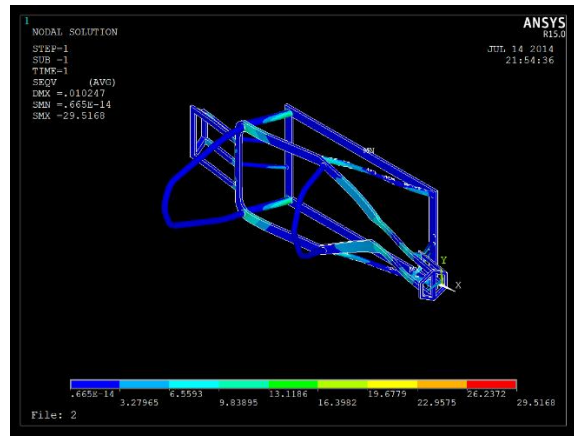 1
NODAL SOLUTION
STEP=1
SUB =1
TIME=1
SEQV (AVG)
DMX =.010247
SMN =.665E-14
SMX =29.5168
ANSYS
R15.0
JUL 14 2014
21:54:36
MN
Y
X
.665E-14
3.27965
6.5593
9.83895
13.1186
16.3982
19.6779
22.9575
26.2372
29.5168
File: 2